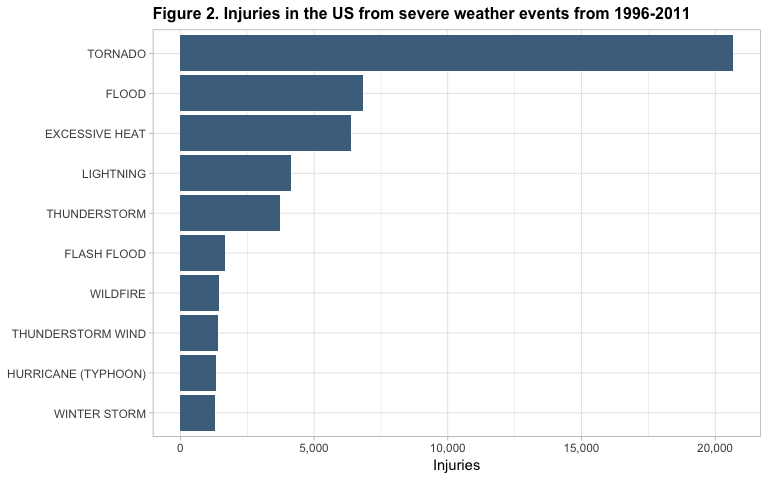 Figure 2. Injuries in the US from severe weather events from 1996-2011
TORNADO
FLOOD
EXCESSIVE HEAT
LIGHTNING
THUNDERSTORM
FLASH FLOOD
WILDFIRE
THUNDERSTORM WIND
HURRICANE (TYPHOON)
WINTER STORM
0 5,000 10,000 15,000 20,000
Injuries